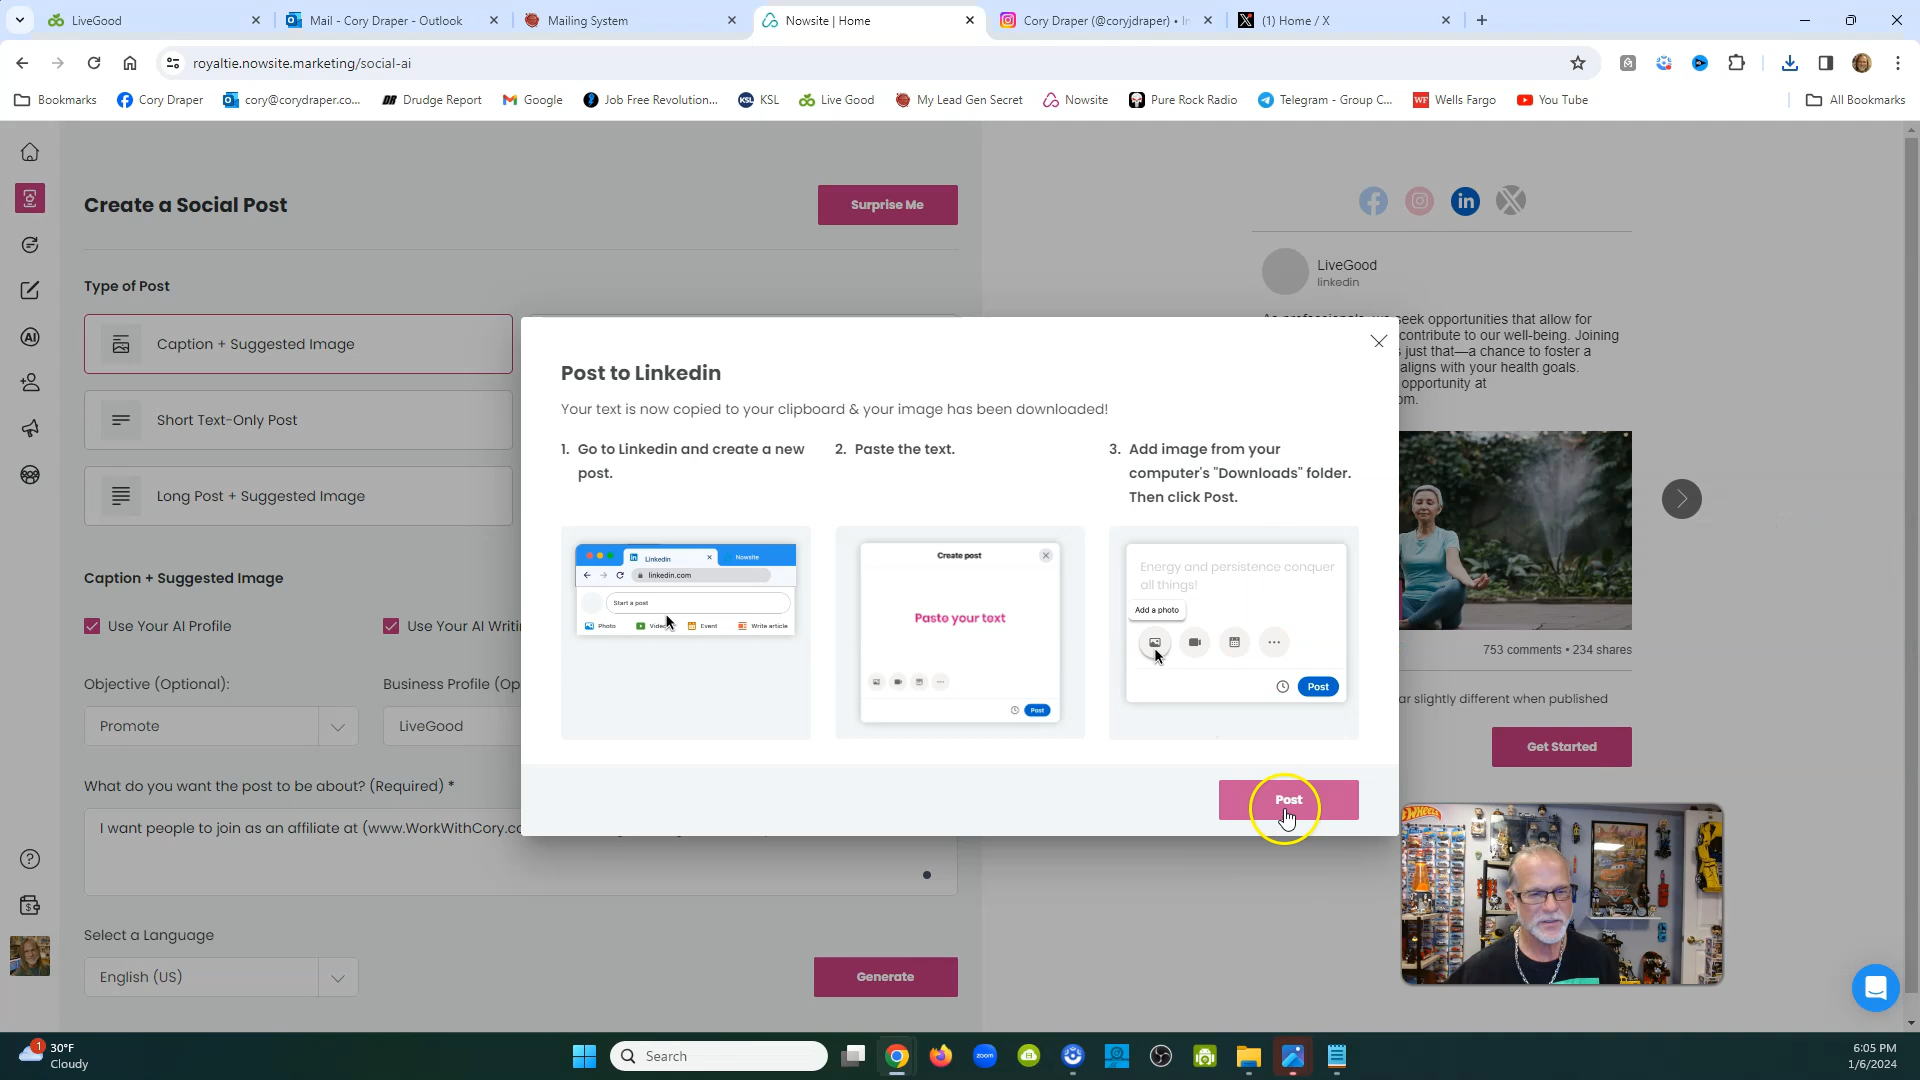 LiveGood
Mail - Cory Draper - Outlook
Mailing System
Nowsite | Home
Cory Draper (@coryjdraper) • In
(1) Home / X
royaltie.nowsite.marketing/social-ai
Bookmarks
Cory Draper
cory@corydraper.co...
Drudge Report
Google
Job Free Revolution...
KSL
Live Good
My Lead Gen Secret
Nowsite
Pure Rock Radio
Telegram - Group C...
Wells Fargo
You Tube
All Bookmarks
Create a Social Post
Surprise Me
Type of Post
Caption + Suggested Image
Short Text-Only Post
Long Post + Suggested Image
Caption + Suggested Image
Use Your AI Profile
Use Your AI Writi
Objective (Optional):
Business Profile (Op
Promote
LiveGood
What do you want the post to be about? (Required) *
I want people to join as an affiliate at (www.WorkWithCory.co
Select a Language
English (US)
Generate
Post to Linkedin
Your text is now copied to your clipboard & your image has been downloaded!
1. Go to Linkedin and create a new
post.
2. Paste the text.
3. Add image from your
computer's "Downloads" folder.
Then click Post.
Linkedin
Nowsite
linkedin.com
Start a post
Photo
Video
Event
Write article
Create post
Paste your text
Post
Energy and persistence conquer
all things!
Add a photo
Post
Post
LiveGood
linkedin
seek opportunities that allow for
contribute to our well-being. Joining
just that—a chance to foster a
aligns with your health goals.
opportunity at
om.
753 comments • 234 shares
ar slightly different when published
Get Started
HOT WHEELS
1
30°F
Cloudy
Search
zoom
6:05 PM
1/6/2024